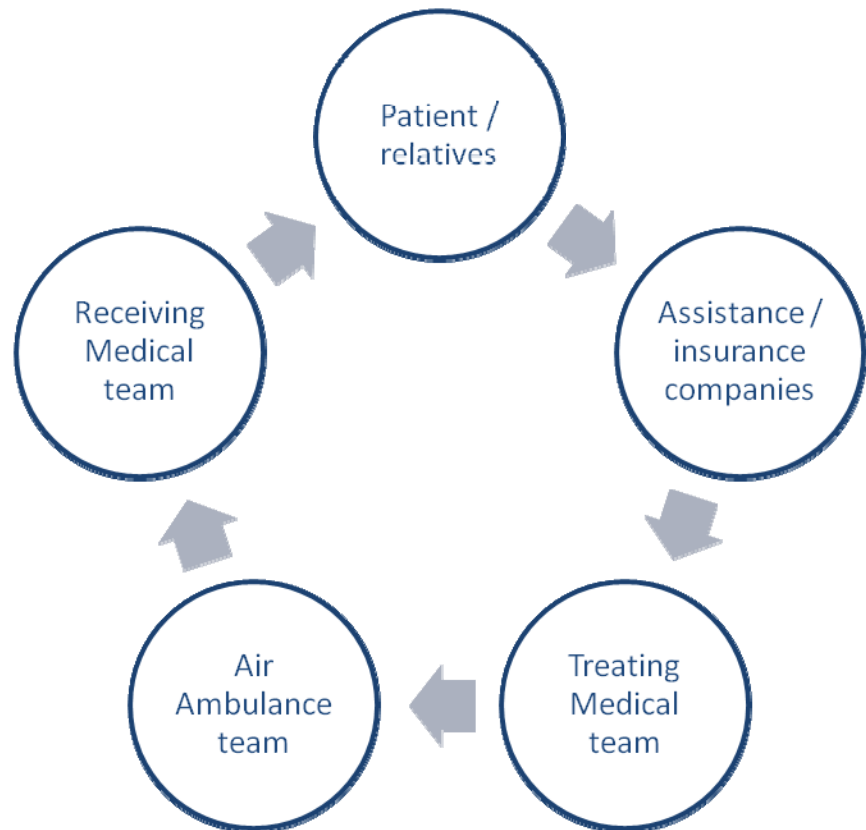 Patient /
relatives
Assistance /
insurance
companies
Treating
Medical
team
Air
Ambulance
team
Receiving
Medical
team